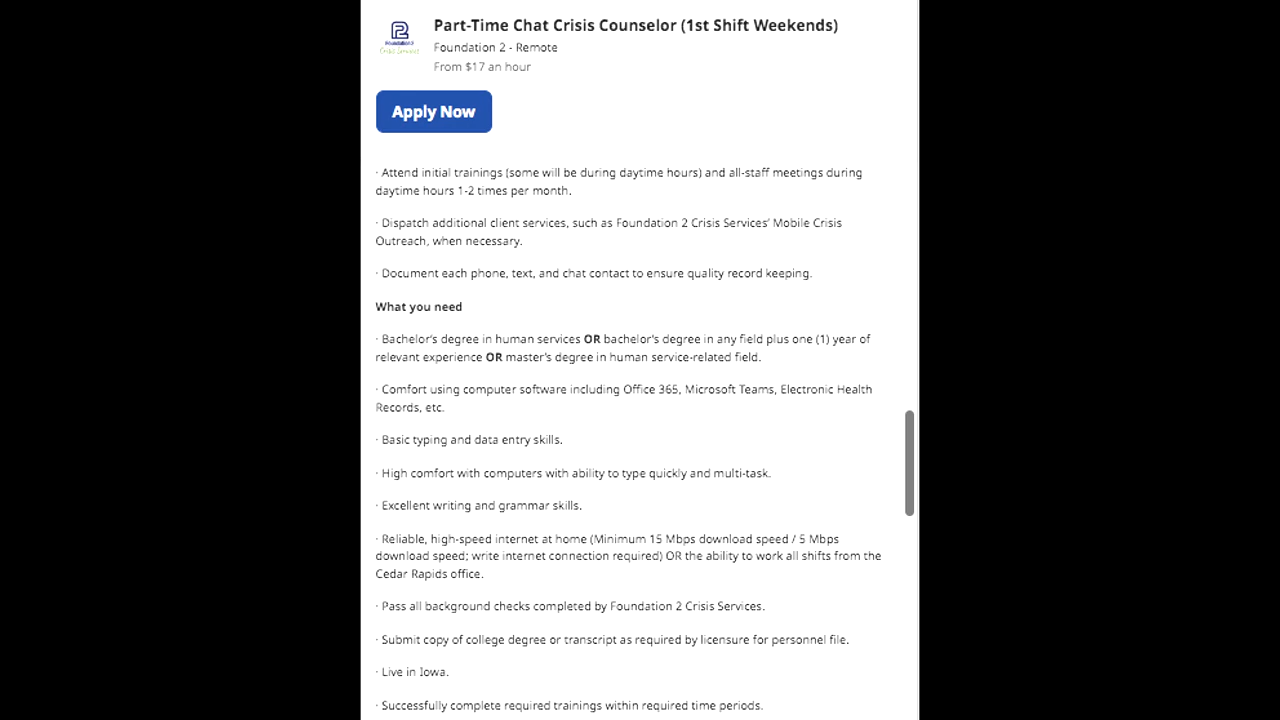 Part-Time Chat Crisis Counselor (1st Shift Weekends)
Foundation 2 - Remote
From $17 an hour
Apply Now
· Attend initial trainings (some will be during daytime hours) and all-staff meetings during
daytime hours 1-2 times per month.
· Dispatch additional client services, such as Foundation 2 Crisis Services’ Mobile Crisis
Outreach, when necessary.
· Document each phone, text, and chat contact to ensure quality record keeping.
What you need
· Bachelor’s degree in human services OR bachelor's degree in any field plus one (1) year of
relevant experience OR master’s degree in human service-related field.
· Comfort using computer software including Office 365, Microsoft Teams, Electronic Health
Records, etc.
· Basic typing and data entry skills.
· High comfort with computers with ability to type quickly and multi-task.
· Excellent writing and grammar skills.
· Reliable, high-speed internet at home (Minimum 15 Mbps download speed / 5 Mbps
download speed; write internet connection required) OR the ability to work all shifts from the
Cedar Rapids office.
· Pass all background checks completed by Foundation 2 Crisis Services.
· Submit copy of college degree or transcript as required by licensure for personnel file.
· Live in Iowa.
· Successfully complete required trainings within required time periods.